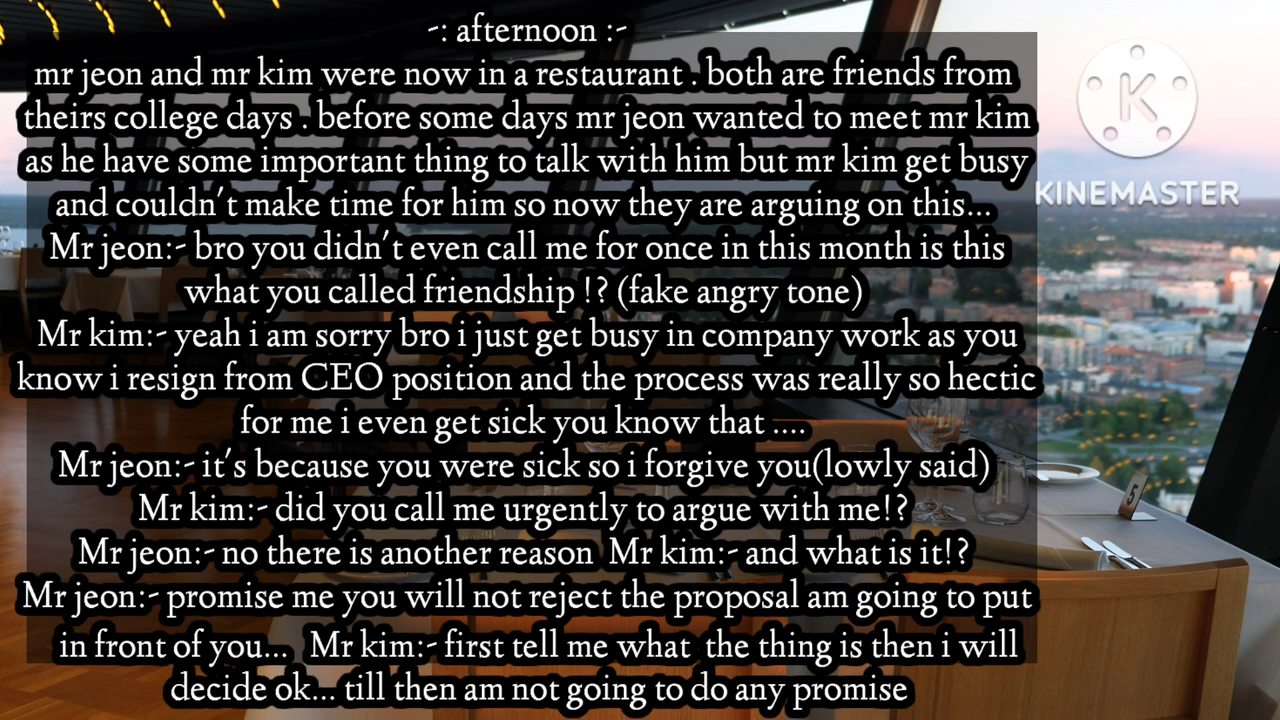 -: afternoon :-
mr jeon and mr kim were now in a restaurant . both are friends from
theirs college days . before some days mr jeon wanted to meet mr kim
as he have some important thing to talk with him but mr kim get busy
and couldn't make time for him so now they are arguing on this...
Mr jeon:- bro you didn't even call me for once in this month is this
what you called friendship !? (fake angry tone)
Mr kim:- yeah i am sorry bro i just get busy in company work as you
know i resign from CEO position and the process was really so hectic
for me i even get sick you know that ....
Mr jeon:- it's because you were sick so i forgive you(lowly said)
Mr kim:- did you call me urgently to argue with me!?
Mr jeon:- no there is another reason  Mr kim:- and what is it!?
Mr jeon:- promise me you will not reject the proposal am going to put
in front of you...  Mr kim:- first tell me what  the thing is then i will
decide ok... till then am not going to do any promise
K
KINEMASTER
5